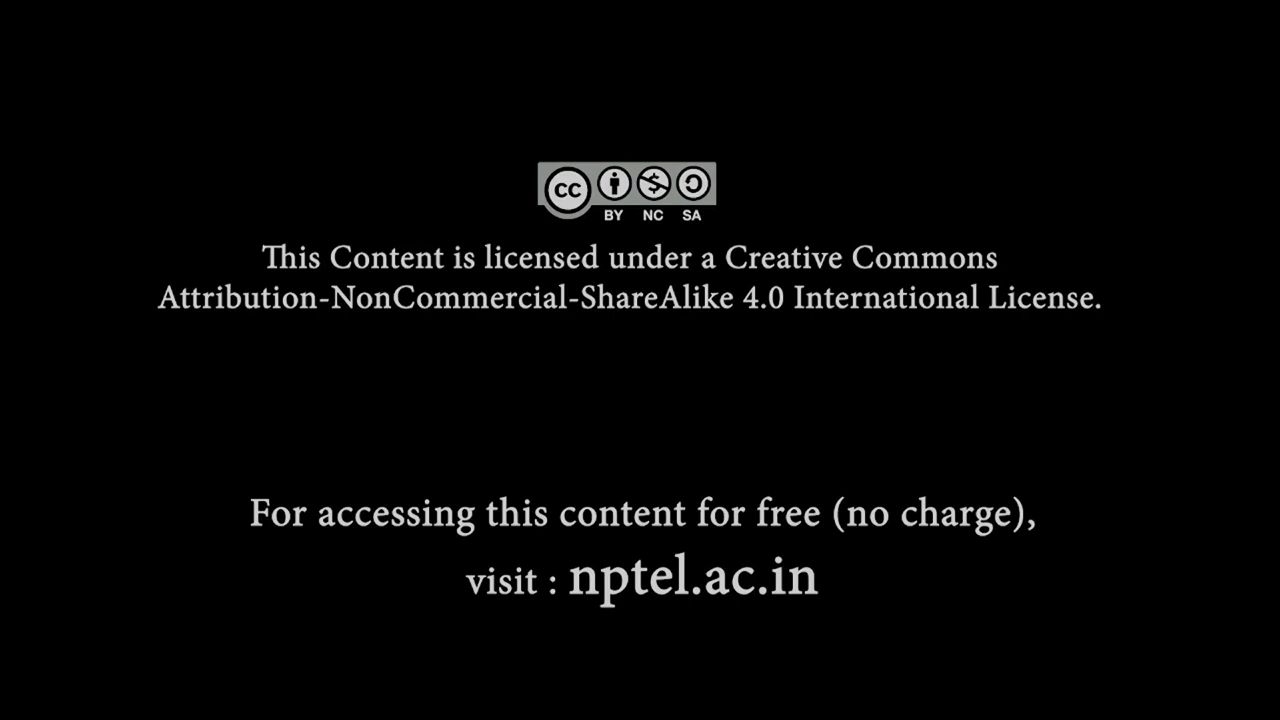 CC
BY NC SA
This Content is licensed under a Creative Commons
Attribution-NonCommercial-ShareAlike 4.0 International License.
For accessing this content for free (no charge),
visit : nptel.ac.in